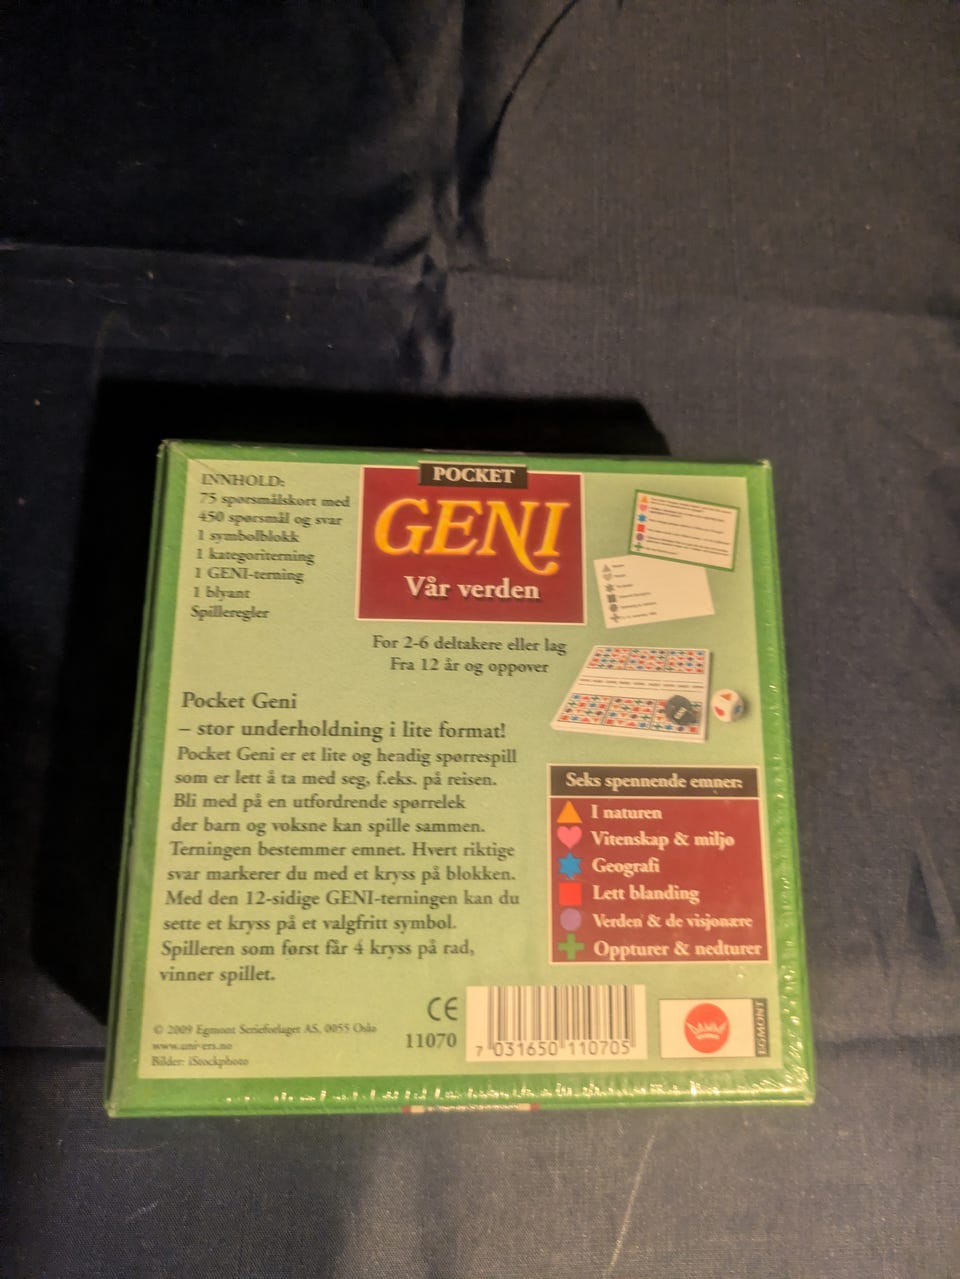 INNHOLD:
75 spørsmålskort med
450 spørsmål og svar
1 symbolblokk
1 kategoriterning
1 GENI-terning
1 blyant
Spilleregler
POCKET
GENI
Vår verden
For 2-6 deltakere eller lag
Fra 12 år og oppover
Pocket Geni
– stor underholdning i lite format!
Pocket Geni er et lite og hendig spørrespill
som er lett å ta med seg, f.eks. på reisen.
Bli med på en utfordrende spørrelek
der barn og voksne kan spille sammen.
Terningen bestemmer emnet. Hvert riktige
svar markerer du med et kryss på blokken.
Med den 12-sidige GENI-terningen kan du
sette et kryss på et valgfritt symbol.
Spilleren som først får 4 kryss på rad,
vinner spillet.
Seks spennende emner:
I naturen
Vitenskap & miljø
Geografi
Lett blanding
Verden & de visjonære
Oppturer & nedturer
© 2009 Egmont Serieforlaget AS, 0055 Oslo
Bilder: iStockphoto
CE
11070
7 031650 110705
EGMONT